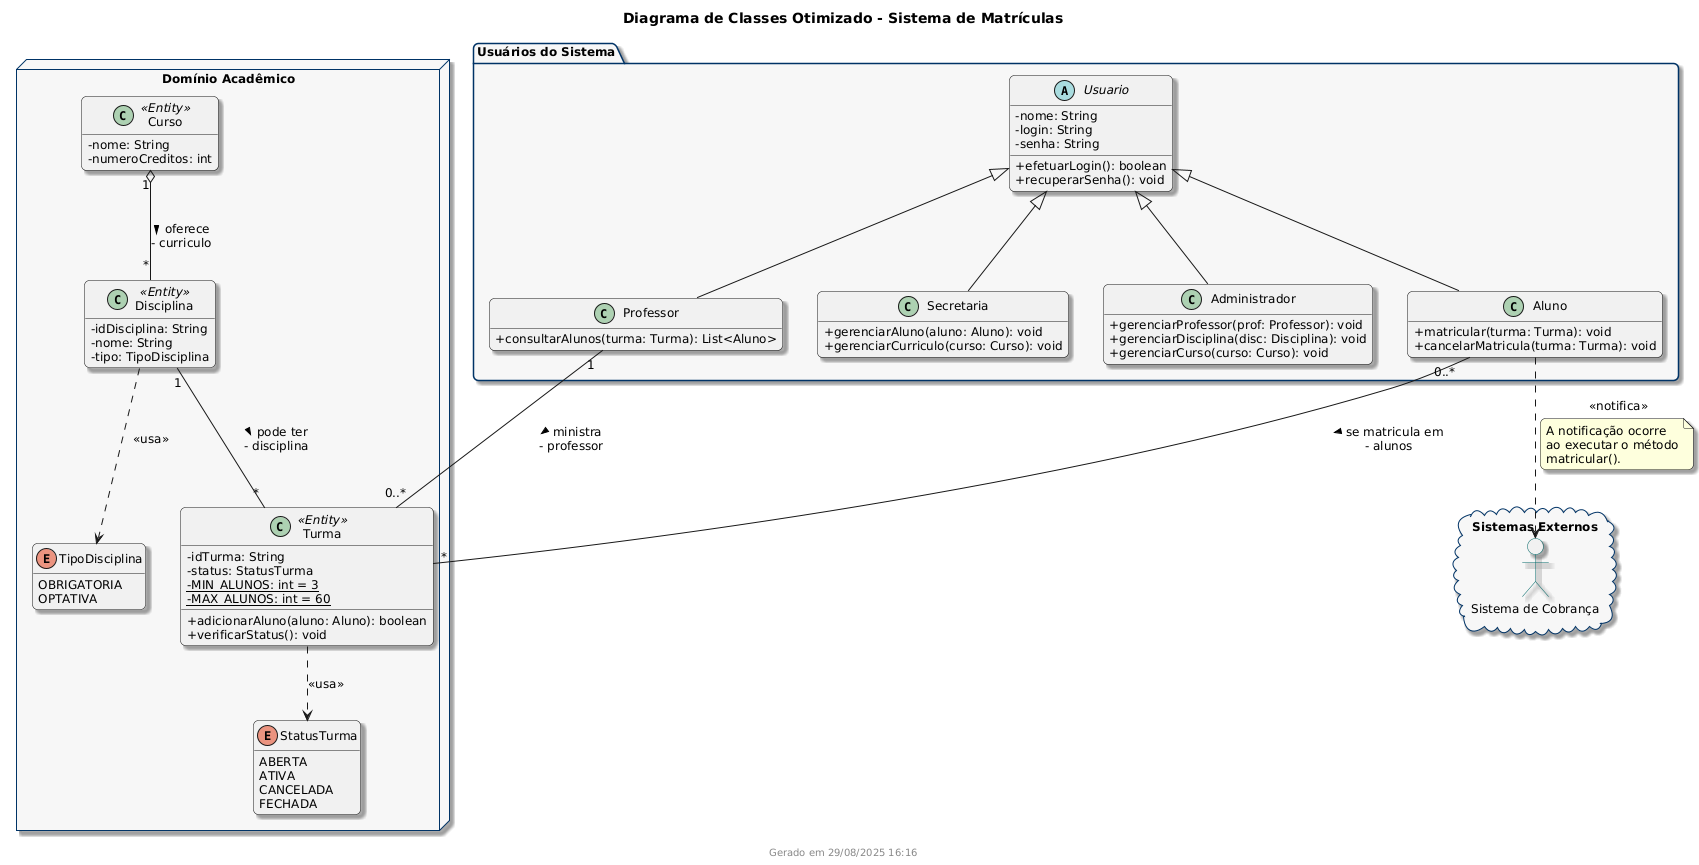 Diagrama de Classes Otimizado - Sistema de Matrículas
Domínio Acadêmico
C
«Entity»
Curso
-nome: String
-numeroCreditos: int
1
oferece
- curriculo
*
C
«Entity»
Disciplina
-idDisciplina: String
-nome: String
-tipo: TipoDisciplina
1
«usa»
pode ter
- disciplina
*
E
TipoDisciplina
OBRIGATORIA
OPTATIVA
C
«Entity»
Turma
-idTurma: String
-status: StatusTurma
-MIN_ALUNOS: int = 3
-MAX_ALUNOS: int = 60
+adicionarAluno(aluno: Aluno): boolean
+verificarStatus(): void
«usa»
E
StatusTurma
ABERTA
ATIVA
CANCELADA
FECHADA
Usuários do Sistema
A
Usuario
-nome: String
-login: String
-senha: String
+efetuarLogin(): boolean
+recuperarSenha(): void
C
Professor
+consultarAlunos(turma: Turma): List<Aluno>
C
Secretaria
+gerenciarAluno(aluno: Aluno): void
+gerenciarCurriculo(curso: Curso): void
C
Administrador
+gerenciarProfessor(prof: Professor): void
+gerenciarDisciplina(disc: Disciplina): void
+gerenciarCurso(curso: Curso): void
C
Aluno
+matricular(turma: Turma): void
+cancelarMatricula(turma: Turma): void
1
ministra
- professor
0..*
0..*
se matricula em
- alunos
*
«notifica»
A notificação ocorre
ao executar o método
matricular().
Sistemas Externos
Sistema de Cobrança
Gerado em 29/08/2025 16:16